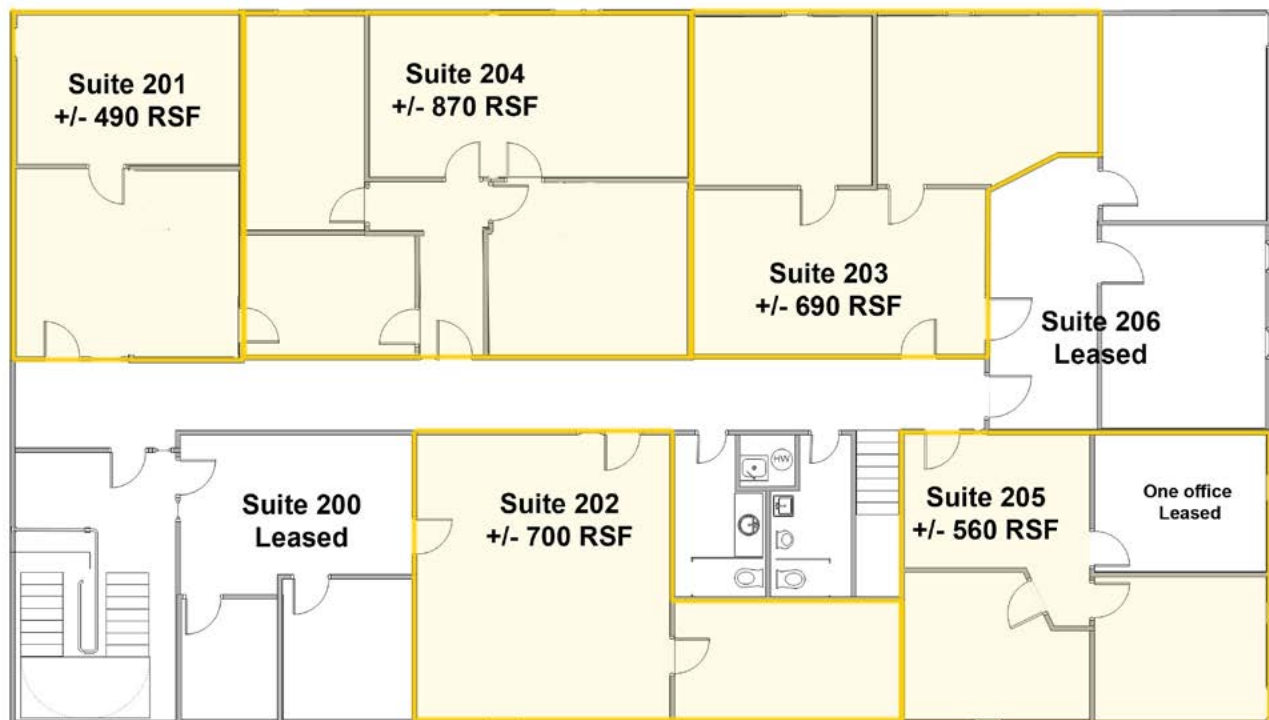 Suite 201
+/- 490 RSF
Suite 204
+/- 870 RSF
Suite 203
+/- 690 RSF
Suite 206
Leased
Suite 200
Leased
Suite 202
+/- 700 RSF
HW
Suite 205
+/- 560 RSF
One office
Leased